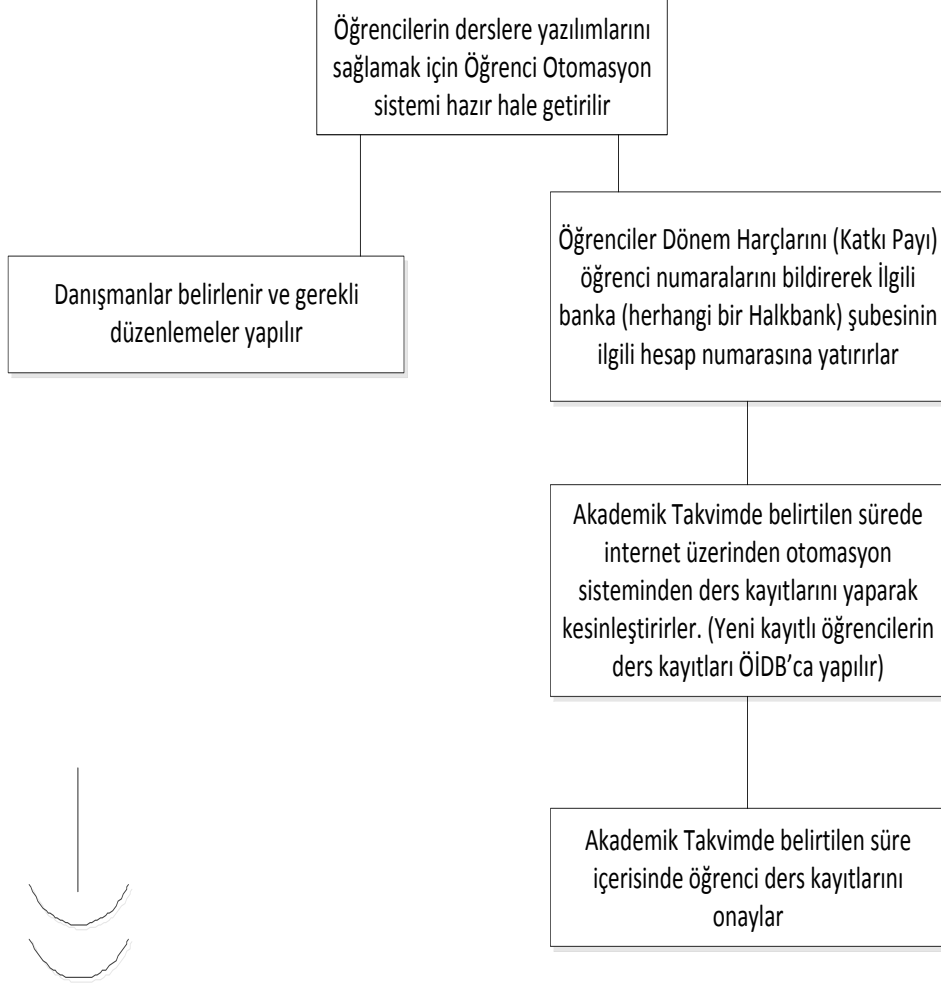 Öğrencilerin derslere yazılımlarını
sağlamak için Öğrenci Otomasyon
sistemi hazır hale getirilir
Danışmanlar belirlenir ve gerekli
düzenlemeler yapılır
Öğrenciler Dönem Harçlarını (Katkı Payı)
öğrenci numaralarını bildirerek İlgili
banka (herhangi bir Halkbank) şubesinin
ilgili hesap numarasına yatırırlar
Akademik Takvimde belirtilen sürede
internet üzerinden otomasyon
sisteminden ders kayıtlarını yaparak
kesinleştirirler. (Yeni kayıtlı öğrencilerin
ders kayıtları ÖİDB’ca yapılır)
Akademik Takvimde belirtilen süre
içerisinde öğrenci ders kayıtlarını
onaylar